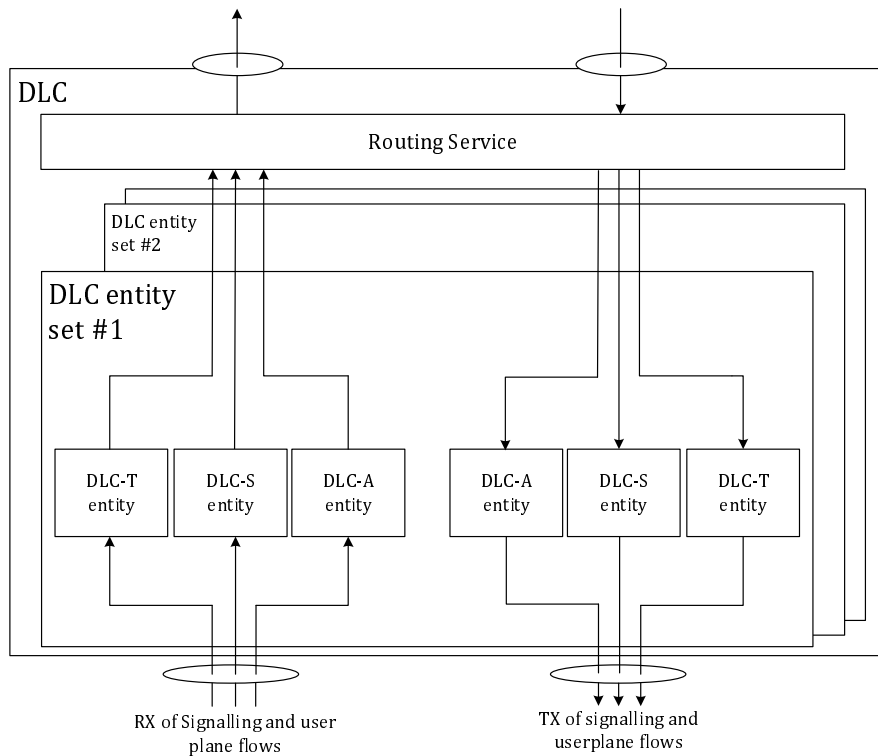 DLC
Routing Service
DLC entity
set #2
DLC entity
set #1
DLC-T
entity
DLC-S
entity
DLC-A
entity
DLC-A
entity
DLC-S
entity
DLC-T
entity
RX of Signalling and user
plane flows
TX of signalling and
userplane flows